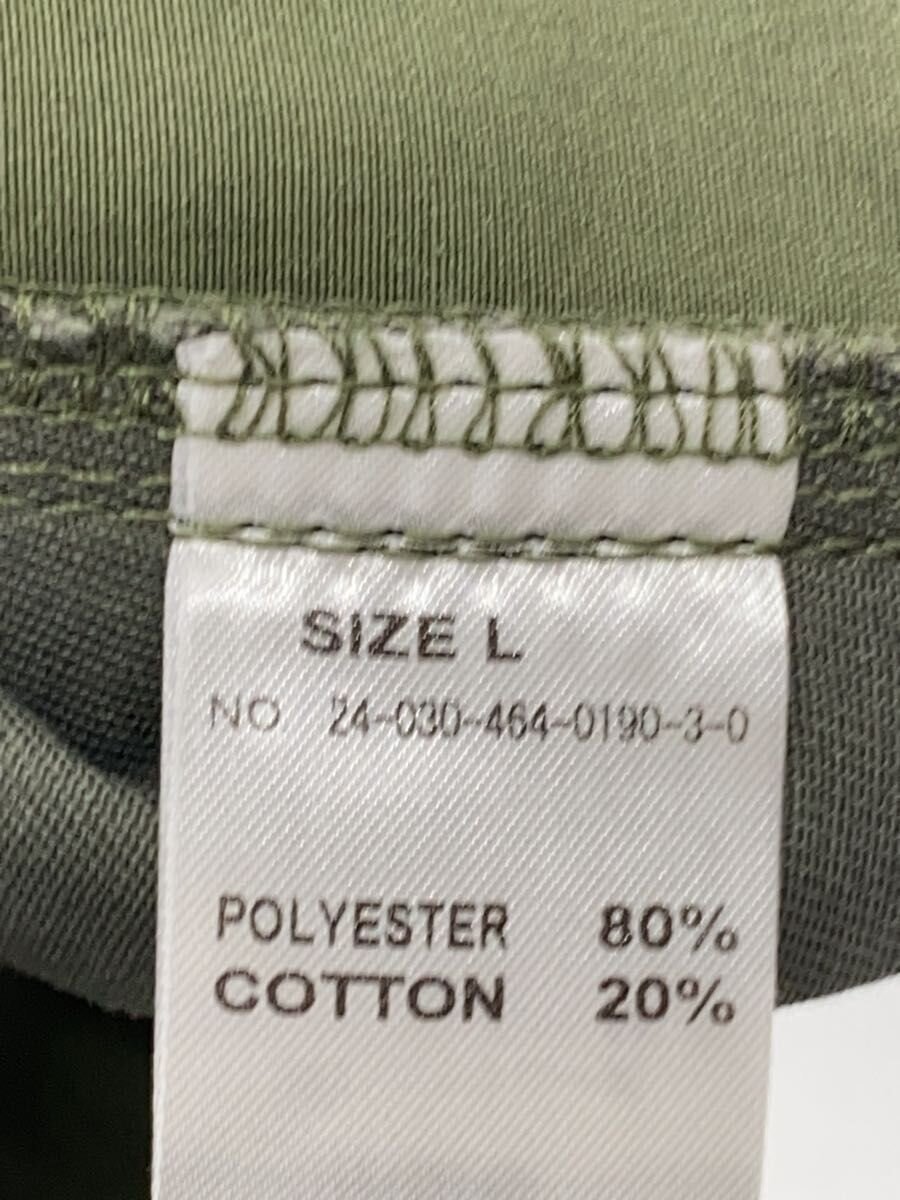 SIZE L
NO 24-030-464-0190-3-0
POLYESTER 80%
COTTON 20%